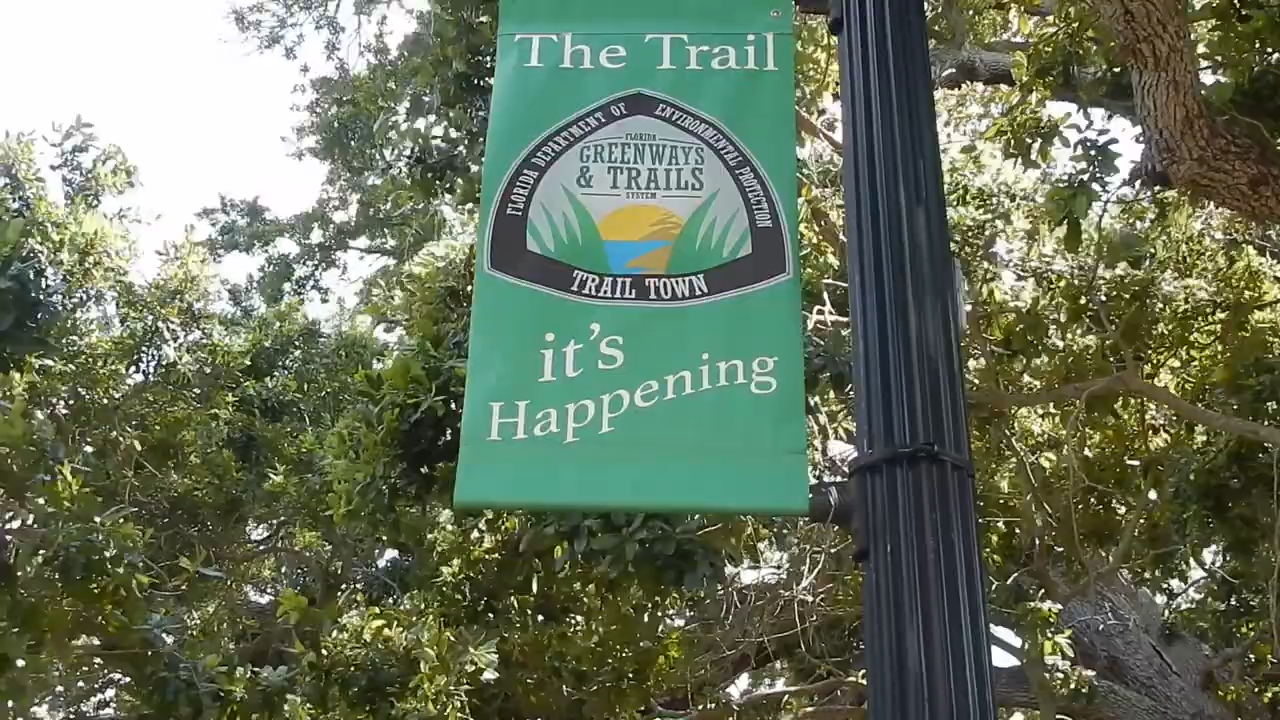 The Trail
FLORIDA DEPARTMENT OF ENVIRONMENTAL PROTECTION
FLORIDA
GREENWAYS
& TRAILS
SYSTEM
TRAIL TOWN
it's
Happening